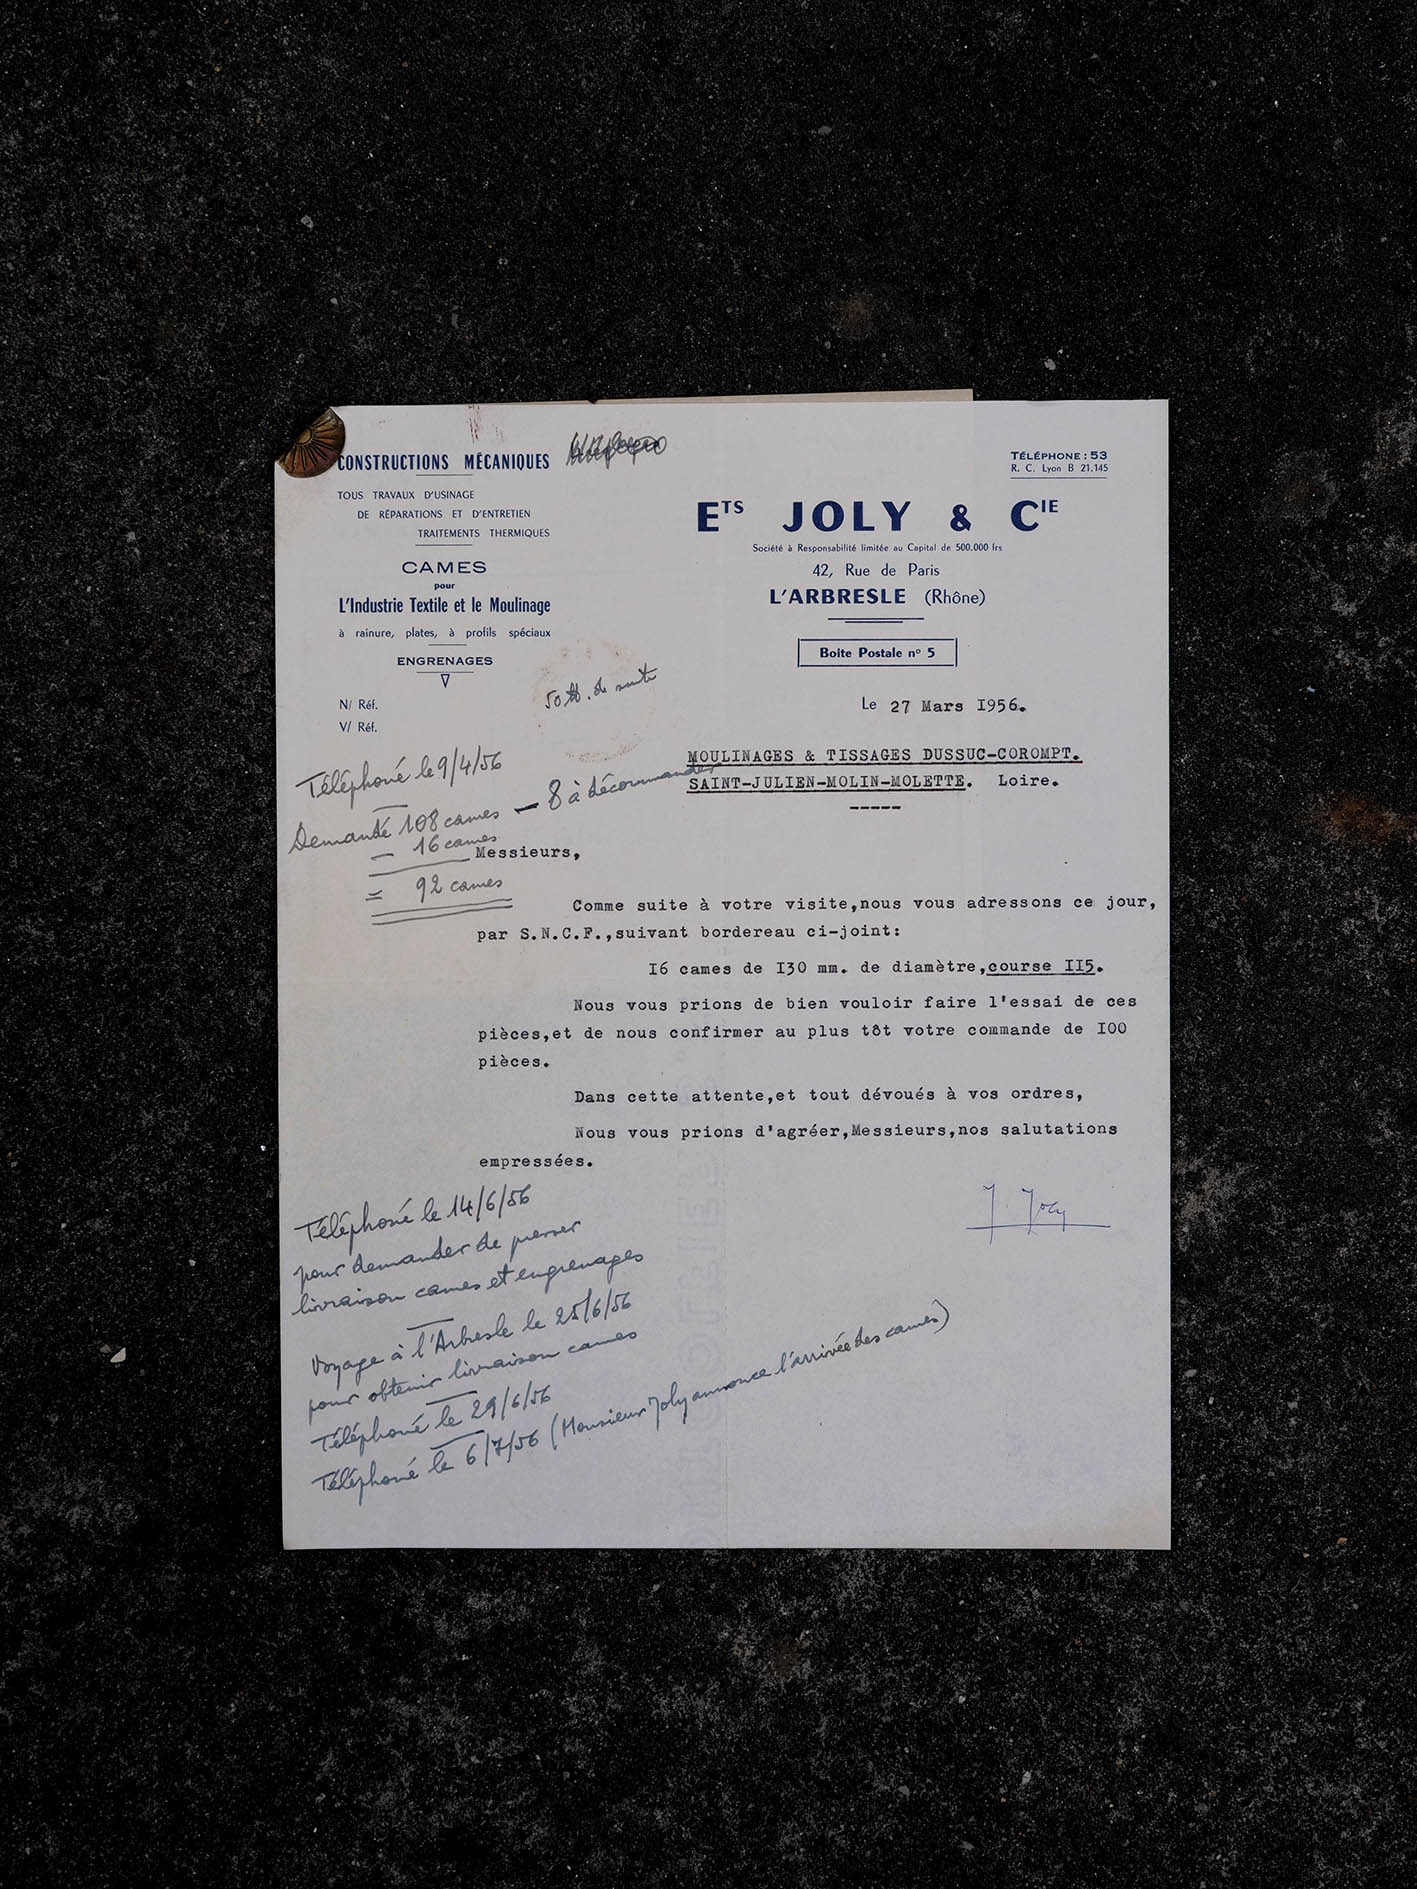 CONSTRUCTIONS MÉCANIQUES
TOUS TRAVAUX D'USINAGE
DE RÉPARATIONS ET D'ENTRETIEN
TRAITEMENTS THERMIQUES
CAMES
pour
L'Industrie Textile et le Moulinage
à rainure, plates, à profils spéciaux
ENGRENAGES
N/ Réf.
V/ Réf.
TÉLÉPHONE : 53
R. C. Lyon B 21.145
ETS JOLY & CIE
Société à Responsabilité limitée au Capital de 500.000 frs
42, Rue de Paris
L'ARBRESLE (Rhône)
Boite Postale nº 5
50 de suite
Le 27 Mars I956.
MOULINAGES & TISSAGES DUSSUC-COROMPT.
SAINT-JULIEN-MOLIN-MOLETTE. Loire.
-----
Téléphoné le 9/4/56
Demandé 108 cames — 8 à décommander
— 16 cames
= 92 cames
Messieurs,
Comme suite à votre visite,nous vous adressons ce jour,
par S.N.C.F.,suivant bordereau ci-joint:
I6 cames de I30 mm. de diamètre,course II5.
Nous vous prions de bien vouloir faire l'essai de ces
pièces,et de nous confirmer au plus tôt votre commande de I00
pièces.
Dans cette attente,et tout dévoués à vos ordres,
Nous vous prions d'agréer,Messieurs,nos salutations
empressées.
J. Joly
Téléphoné le 14/6/56
pour demander de presser
livraison cames et engrenages
Voyage à l'Arbresle le 25/6/56
pour obtenir livraison cames
Téléphoné le 29/6/56
Téléphoné le 6/7/56 (Monsieur Joly annonce l'arrivée des cames)